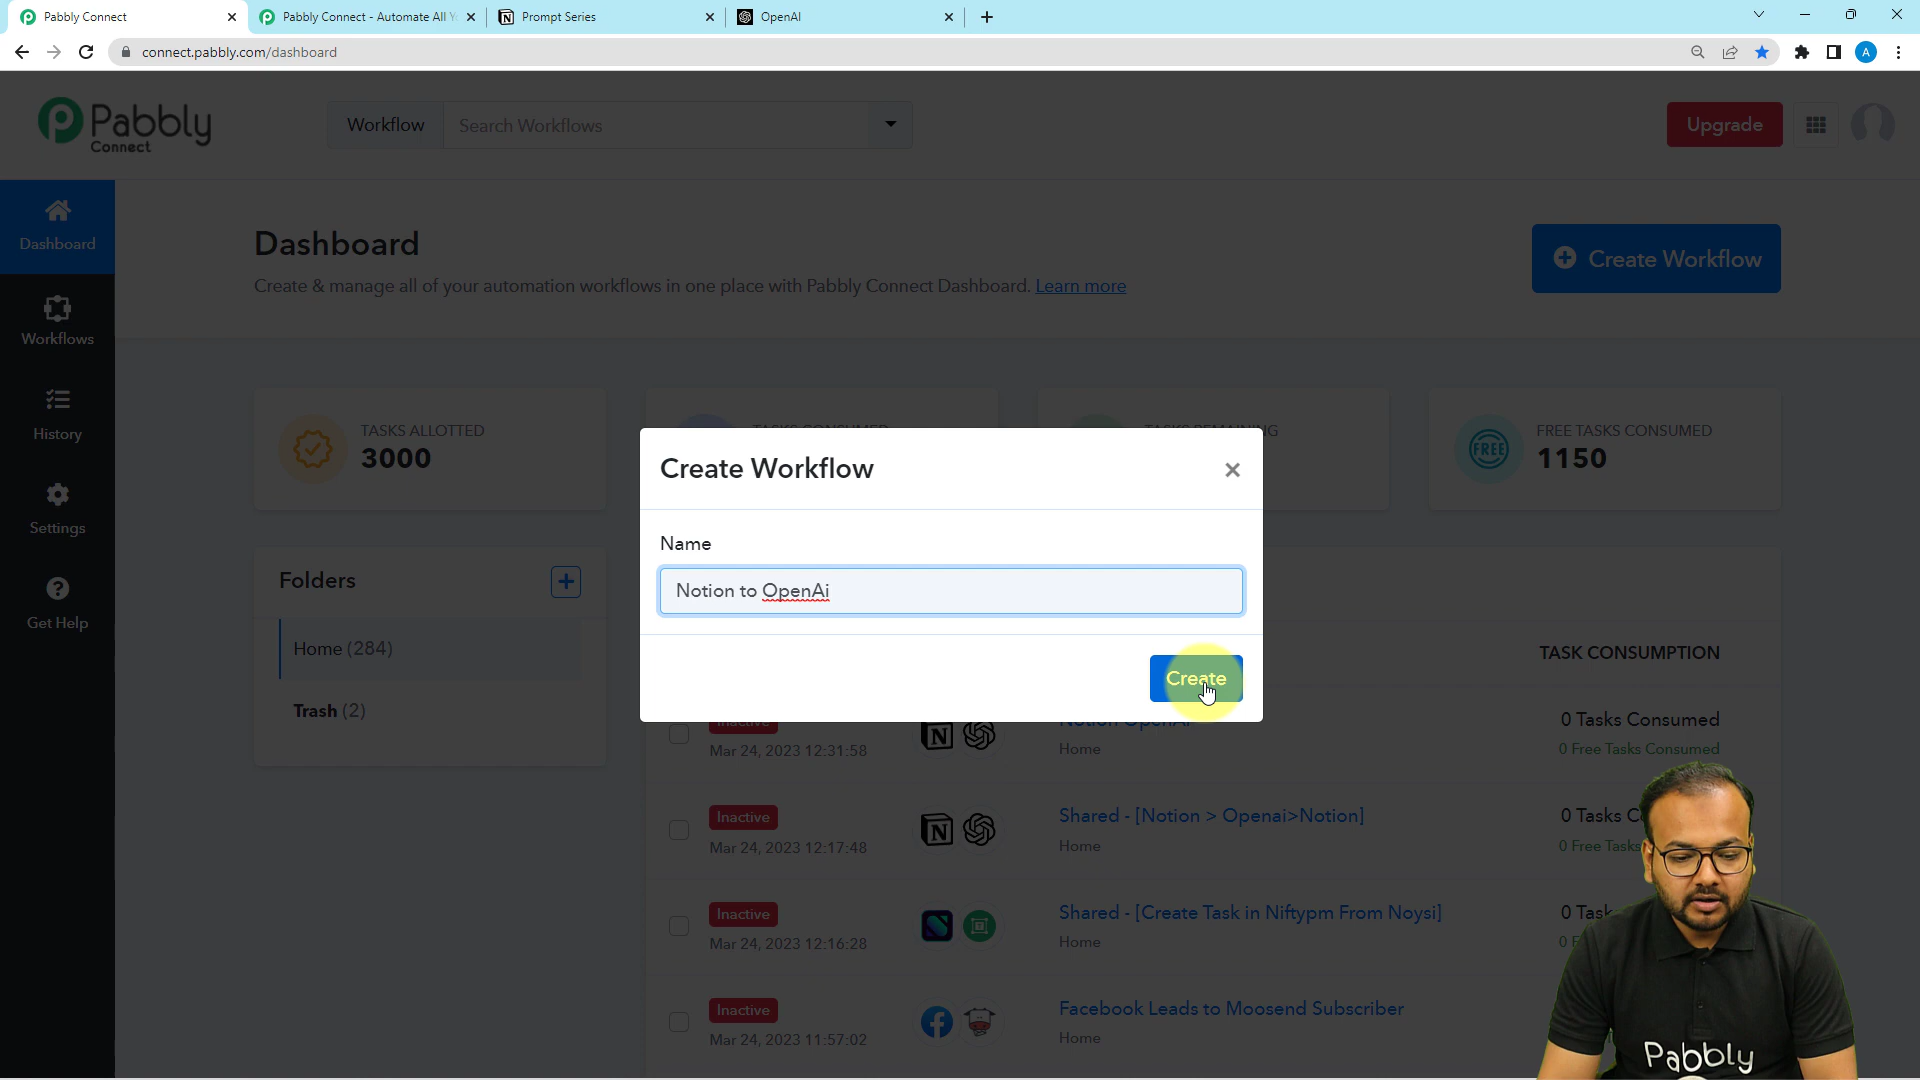 Pabbly Connect
Pabbly Connect - Automate All Y
Prompt Series
OpenAI
connect.pabbly.com/dashboard
A
Pabbly
Connect
Workflow
Search Workflows
Upgrade
Dashboard
Workflows
History
Settings
Get Help
Dashboard
Create & manage all of your automation workflows in one place with Pabbly Connect Dashboard. Learn more
Create Workflow
TASKS ALLOTTED
3000
TASKS CONSUMED
TASKS REMAINING
FREE
FREE TASKS CONSUMED
1150
Folders
Home (284)
Trash (2)
Create Workflow
Name
Notion to OpenAi
Create
TASK CONSUMPTION
Inactive
Mar 24, 2023 12:31:58
Notion OpenAI
Home
0 Tasks Consumed
0 Free Tasks Consumed
Inactive
Mar 24, 2023 12:17:48
Shared - [Notion > Openai>Notion]
Home
0 Tasks C
0 Free Tasks
Inactive
Mar 24, 2023 12:16:28
Shared - [Create Task in Niftypm From Noysi]
Home
0 Task
0 F
Inactive
Mar 24, 2023 11:57:02
Facebook Leads to Moosend Subscriber
Home
Pabbly